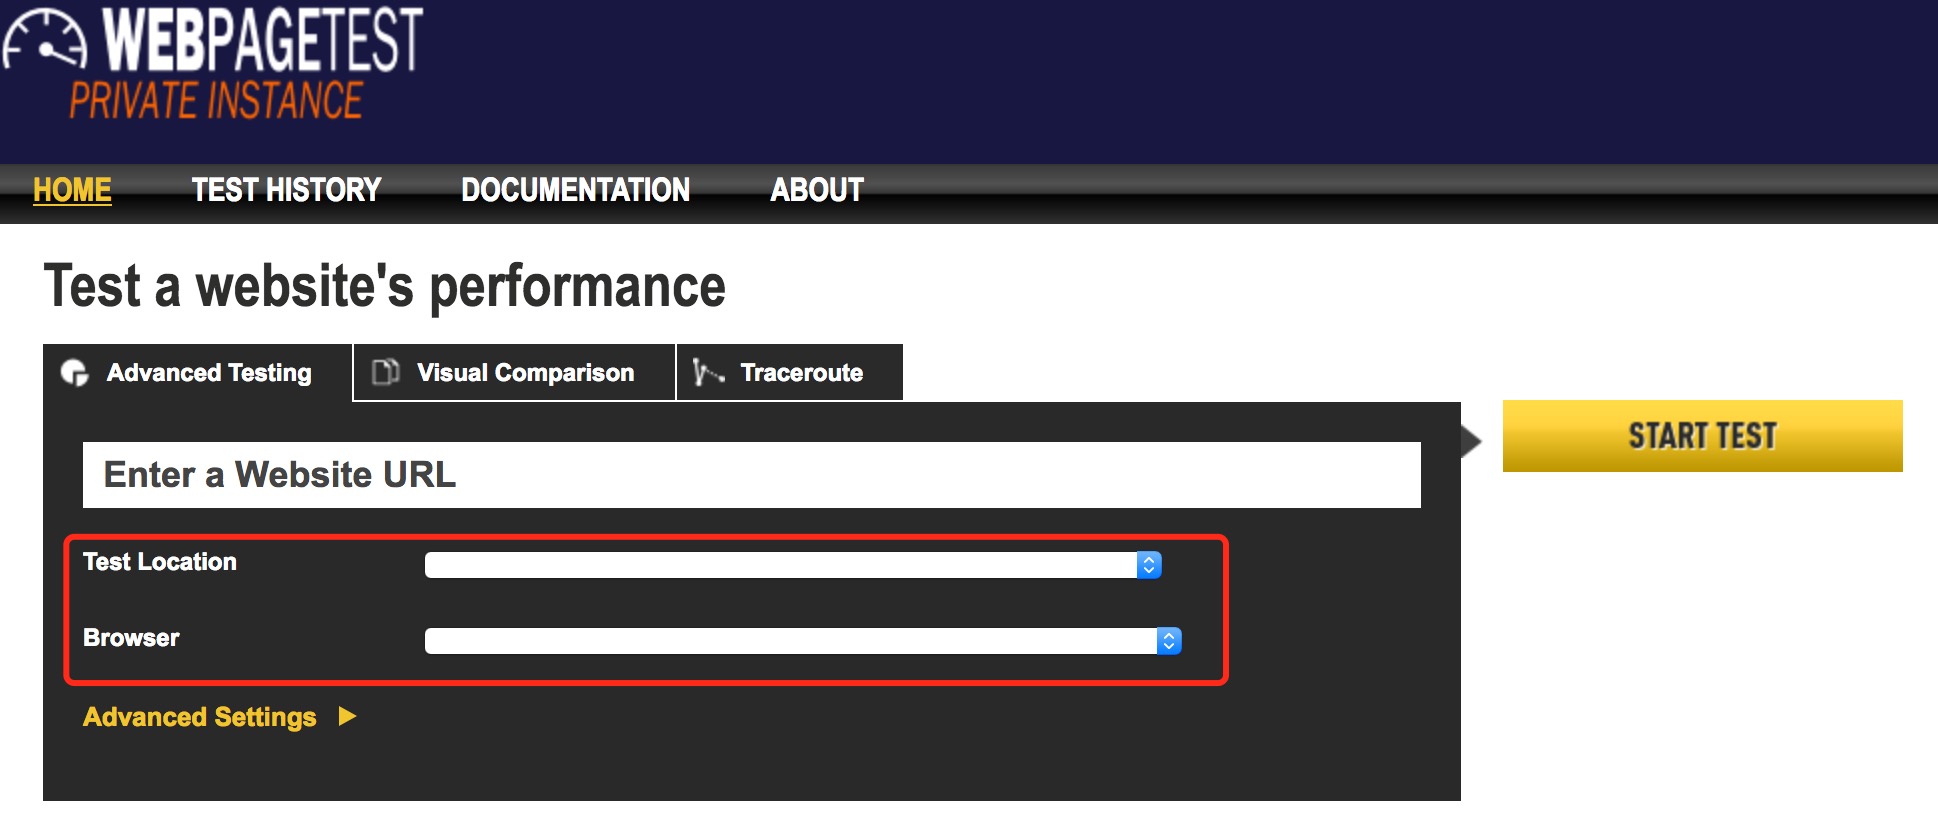 WEBPAGETEST
PRIVATE INSTANCE
HOME TEST HISTORY DOCUMENTATION ABOUT
Test a website's performance
Advanced Testing Visual Comparison Traceroute
START TEST
Enter a Website URL
Test Location
Browser
Advanced Settings